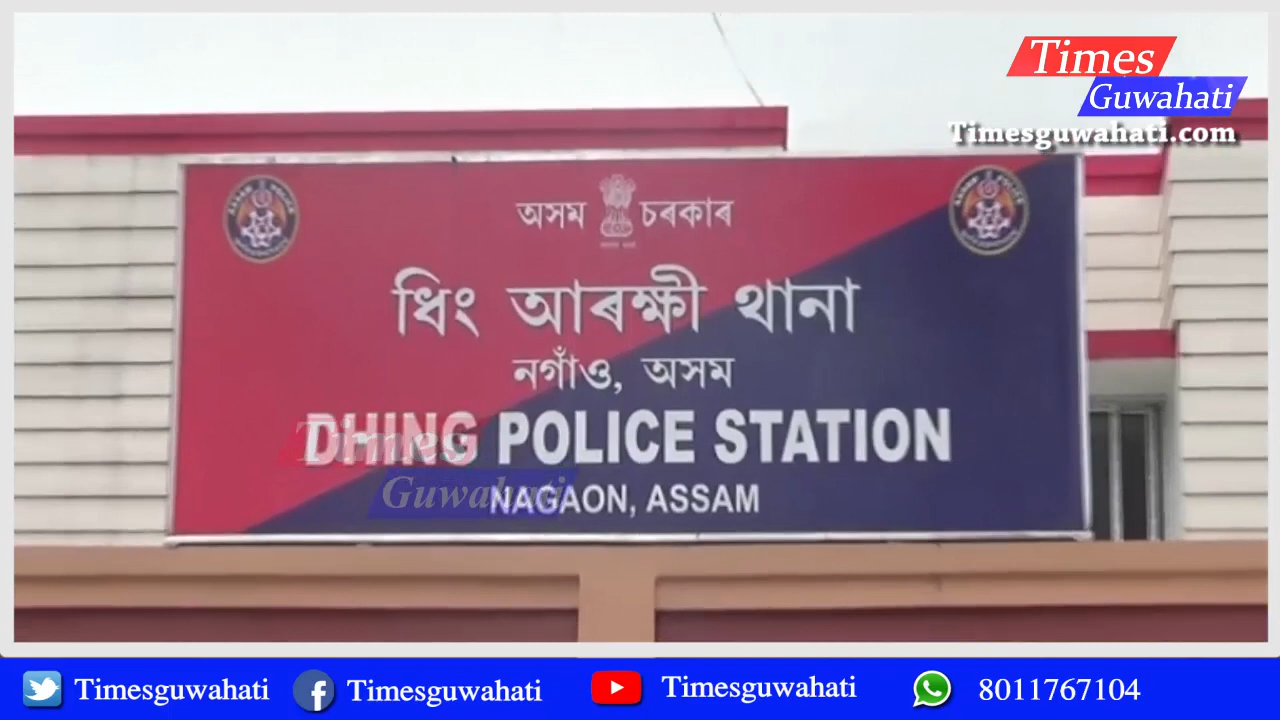 Times
Guwahati
Timesguwahati.com
অসম চৰকাৰ
ধিং আৰক্ষী থানা
নগাঁও, অসম
DHING POLICE STATION
NAGAON, ASSAM
Times
Guwahati
Timesguwahati Timesguwahati Timesguwahati 8011767104